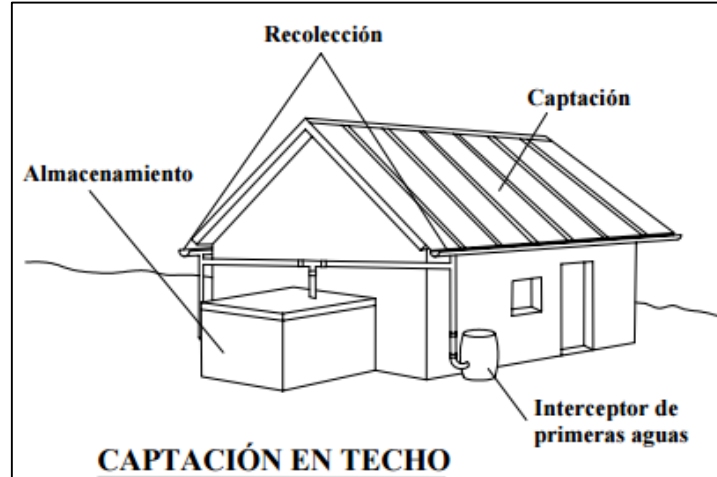 Recolección
Captación
Almacenamiento
Interceptor de
primeras aguas
CAPTACIÓN EN TECHO